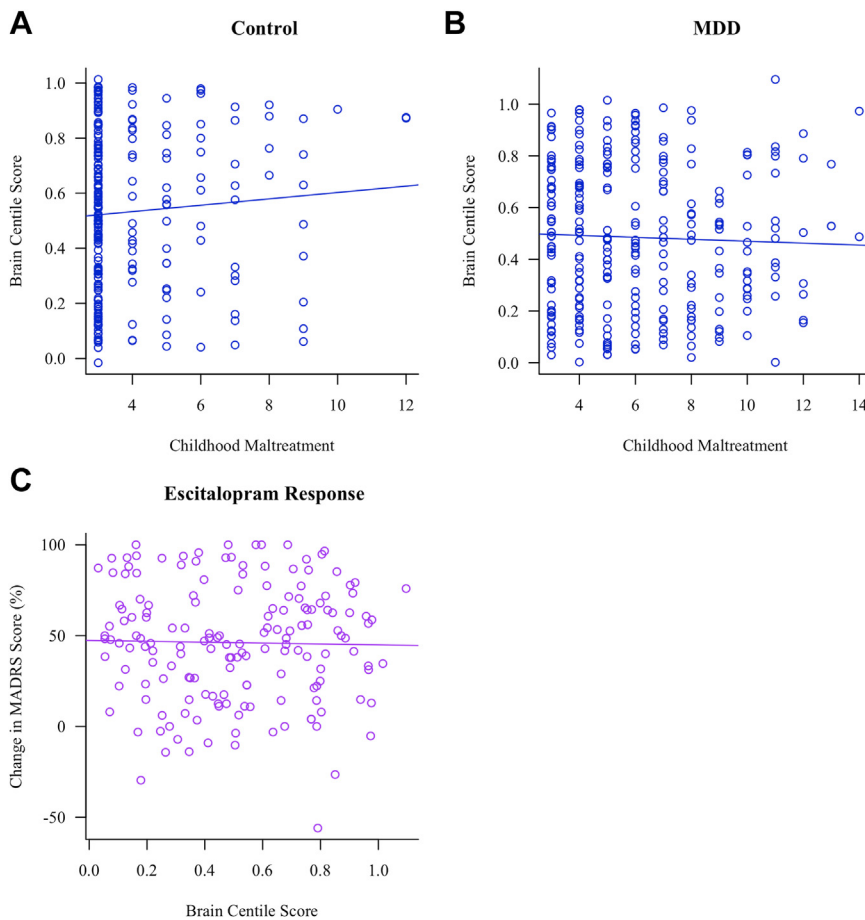 A
Control
Brain Centile Score
1.0
0.8
0.6
0.4
0.2
0.0
4 6 8 10 12
Childhood Maltreatment
B
MDD
Brain Centile Score
1.0
0.8
0.6
0.4
0.2
0.0
4 6 8 10 12 14
Childhood Maltreatment
C
Escitalopram Response
Change in MADRS Score (%)
100
50
0
-50
0.0 0.2 0.4 0.6 0.8 1.0
Brain Centile Score